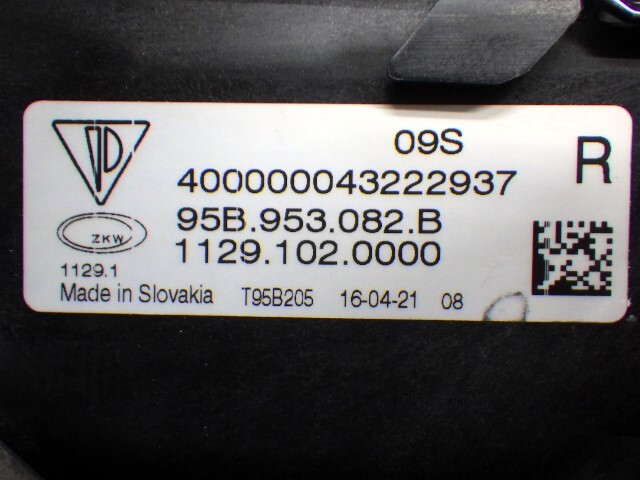 09S
R
400000043222937
95B.953.082.B
ZKW
1129.102.0000
1129.1
Made in Slovakia T95B205 16-04-21 08